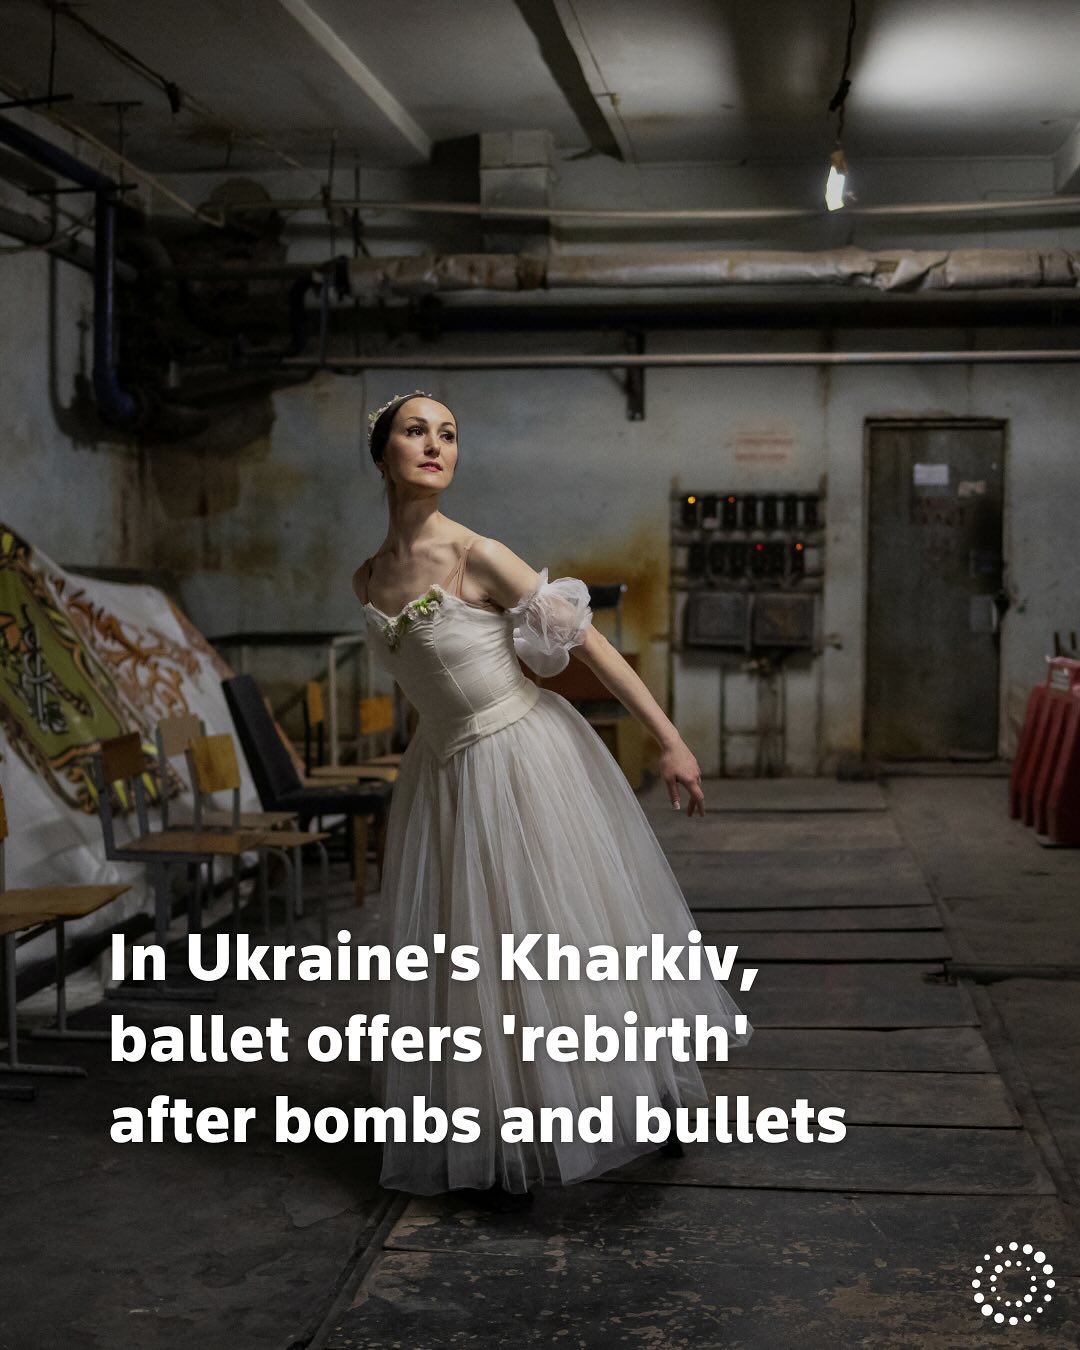 In Ukraine's Kharkiv,
ballet offers 'rebirth'
after bombs and bullets